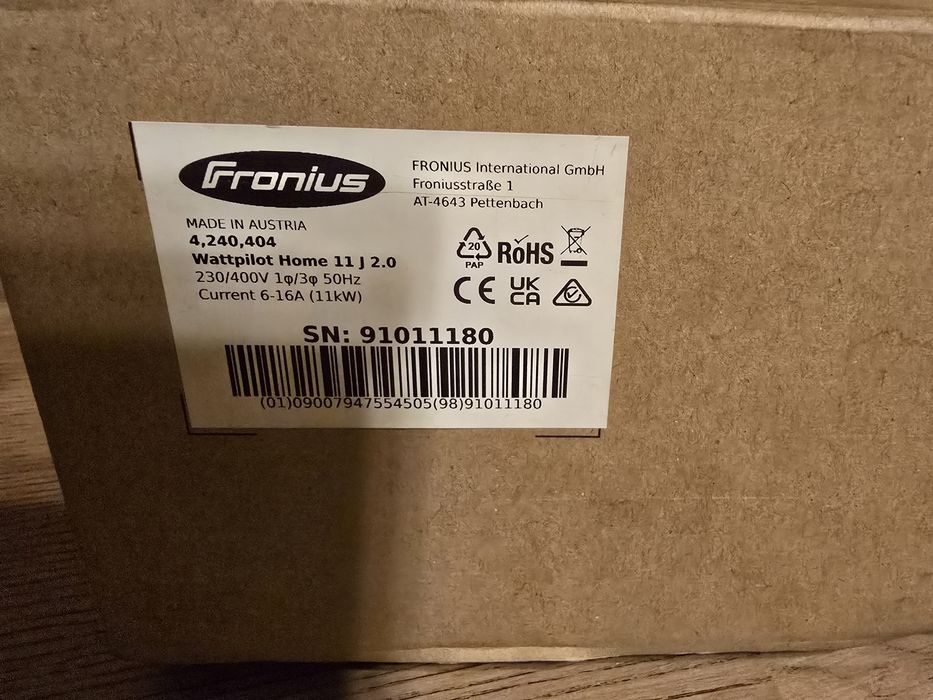 Fronius
FRONIUS International GmbH
Froniusstraße 1
AT-4643 Pettenbach
MADE IN AUSTRIA
4,240,404
Wattpilot Home 11 J 2.0
230/400V 1φ/3φ 50Hz
Current 6-16A (11kW)
20
PAP
RoHS
CE
UK
CA
SN: 91011180
(01)09007947554505(98)91011180